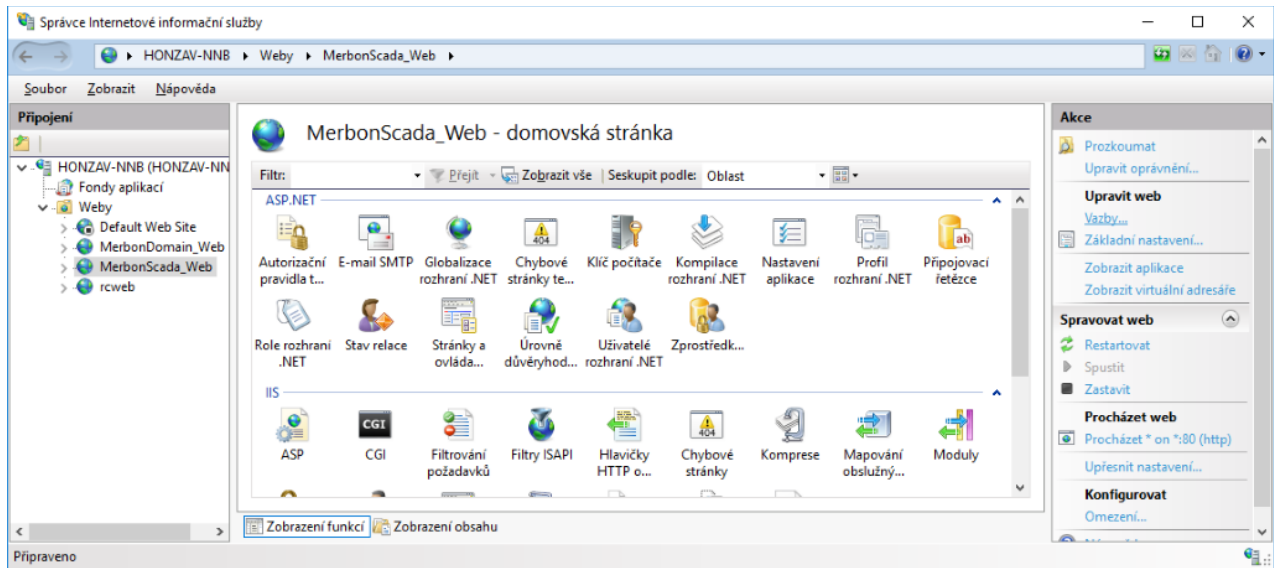 Správce Internetové informační služby
HONZAV-NNB Weby MerbonScada_Web
Soubor Zobrazit Nápověda
Připojení
HONZAV-NNB (HONZAV-NN
Fondy aplikací
Weby
Default Web Site
MerbonDomain_Web
MerbonScada_Web
rcweb
MerbonScada_Web - domovská stránka
Filtr: Přejít Zobrazit vše Seskupit podle: Oblast
ASP.NET
Autorizační pravidla t...
E-mail SMTP
Globalizace rozhraní .NET
Chybové stránky te...
Klíč počítače
Kompilace rozhraní .NET
Nastavení aplikace
Profil rozhraní .NET
Připojovací řetězce
Role rozhraní .NET
Stav relace
Stránky a ovláda...
Úrovně důvěryhod...
Uživatelé rozhraní .NET
Zprostředk...
IIS
ASP
CGI
Filtrování požadavků
Filtry ISAPI
Hlavičky HTTP o...
Chybové stránky
Komprese
Mapování obslužný...
Moduly
Zobrazení funkcí Zobrazení obsahu
Akce
Prozkoumat
Upravit oprávnění...
Upravit web
Vazby...
Základní nastavení...
Zobrazit aplikace
Zobrazit virtuální adresáře
Spravovat web
Restartovat
Spustit
Zastavit
Procházet web
Procházet * on *:80 (http)
Upřesnit nastavení...
Konfigurovat
Omezení...
Připraveno